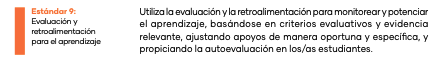 Estándar 9:
Evaluación y
retroalimentación
para el aprendizaje
Utiliza la evaluación y la retroalimentación para monitorear y potenciar
el aprendizaje, basándose en criterios evaluativos y evidencia
relevante, ajustando apoyos de manera oportuna y específica, y
propiciando la autoevaluación en los/as estudiantes.